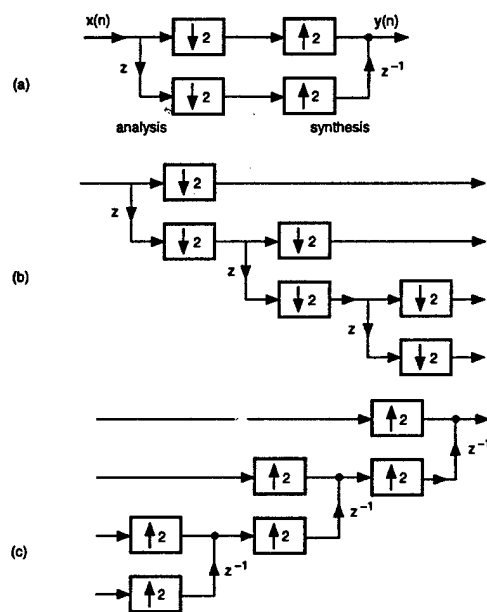 x(n) y(n)
↓2 ↑2
z z⁻¹
(a)
↓2 ↑2
analysis synthesis
↓2
z
↓2 ↓2
(b)
z
↓2 ↓2
z
↓2
↑2
z⁻¹
↑2 ↑2
z⁻¹
↑2 ↑2
(c)
z⁻¹
↑2